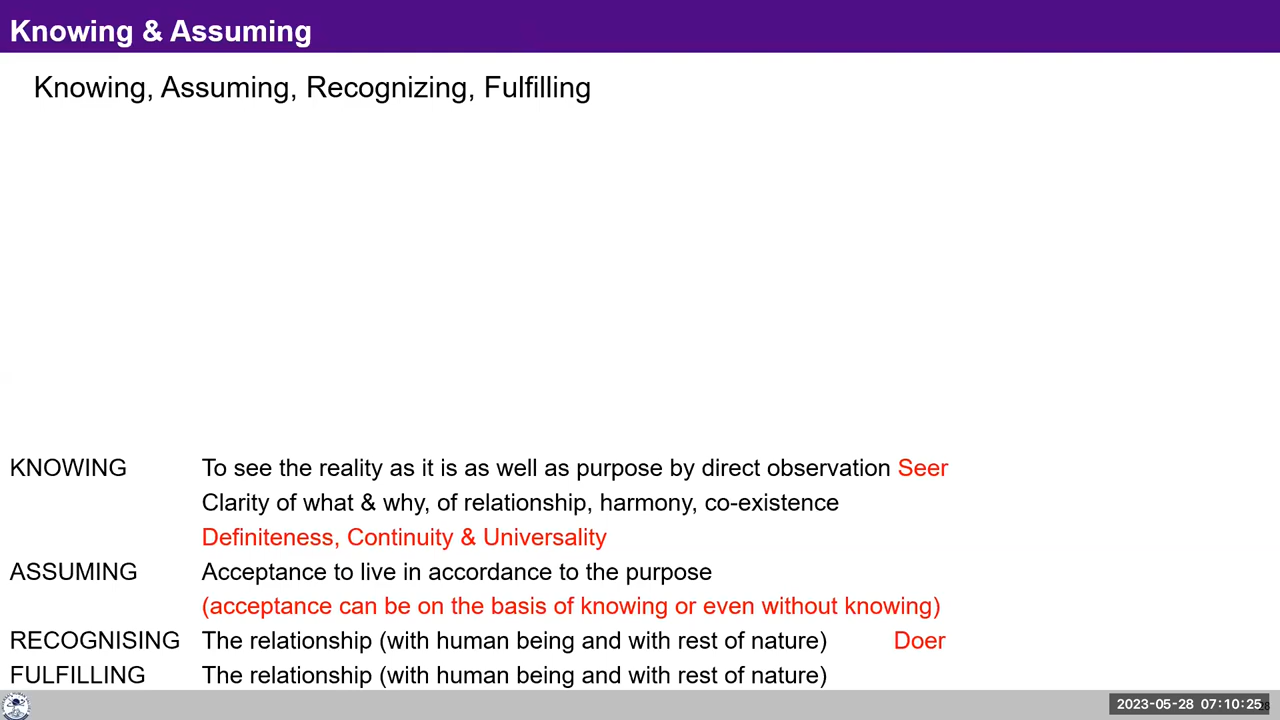 Knowing & Assuming
Knowing, Assuming, Recognizing, Fulfilling
KNOWING To see the reality as it is as well as purpose by direct observation Seer
Clarity of what & why, of relationship, harmony, co-existence
Definiteness, Continuity & Universality
ASSUMING Acceptance to live in accordance to the purpose
(acceptance can be on the basis of knowing or even without knowing)
RECOGNISING The relationship (with human being and with rest of nature) Doer
FULFILLING The relationship (with human being and with rest of nature)
2023-05-28 07:10:25